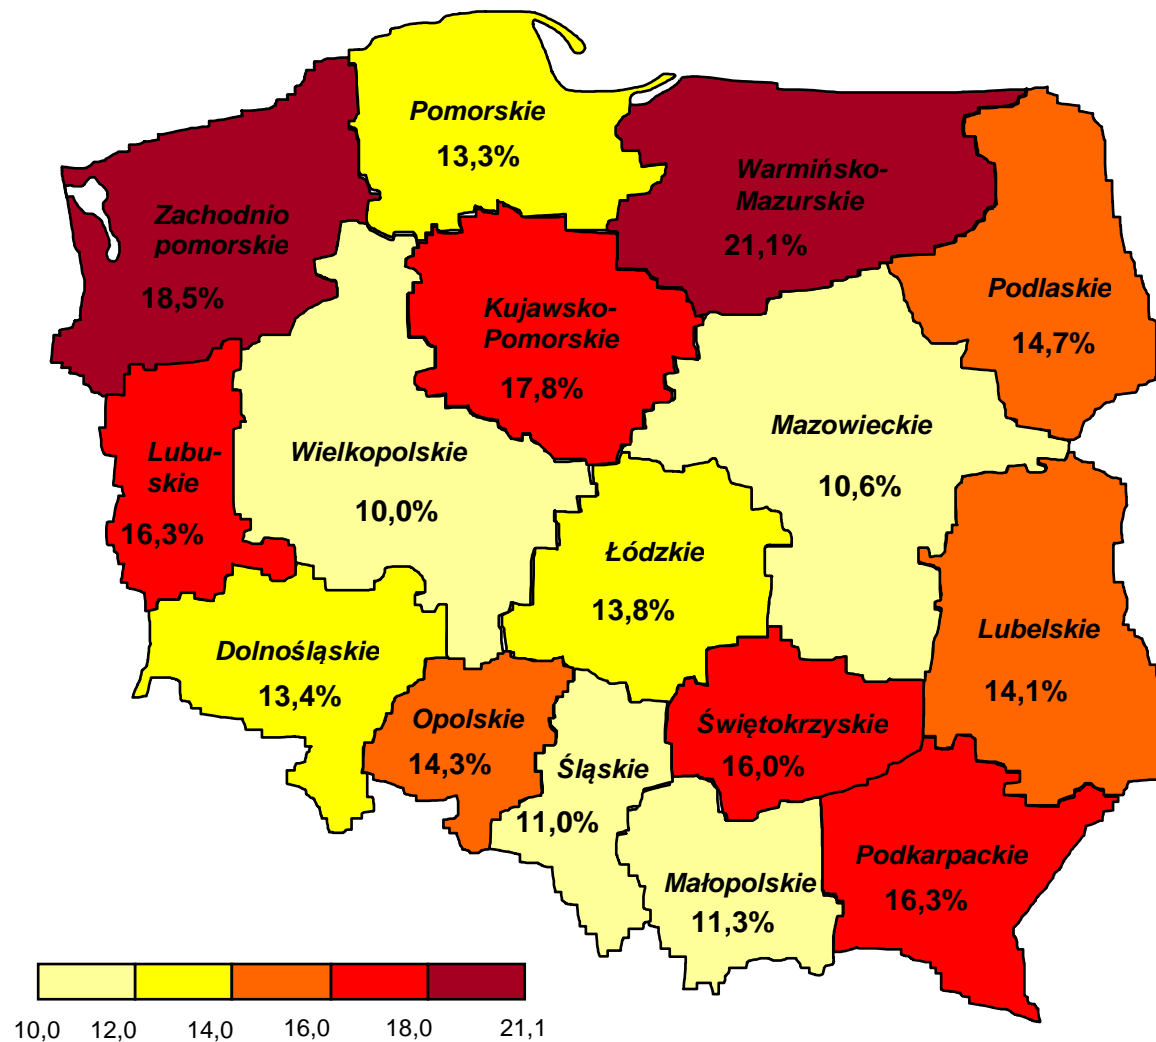 Pomorskie
13,3%
Warmińsko-
Mazurskie
21,1%
Zachodnio
pomorskie
18,5%
Podlaskie
14,7%
Kujawsko-
Pomorskie
17,8%
Mazowieckie
10,6%
Lubu-
skie
16,3%
Wielkopolskie
10,0%
Łódzkie
13,8%
Lubelskie
14,1%
Dolnośląskie
13,4%
Opolskie
14,3%
Śląskie
11,0%
Świętokrzyskie
16,0%
Małopolskie
11,3%
Podkarpackie
16,3%
10,0 12,0 14,0 16,0 18,0 21,1